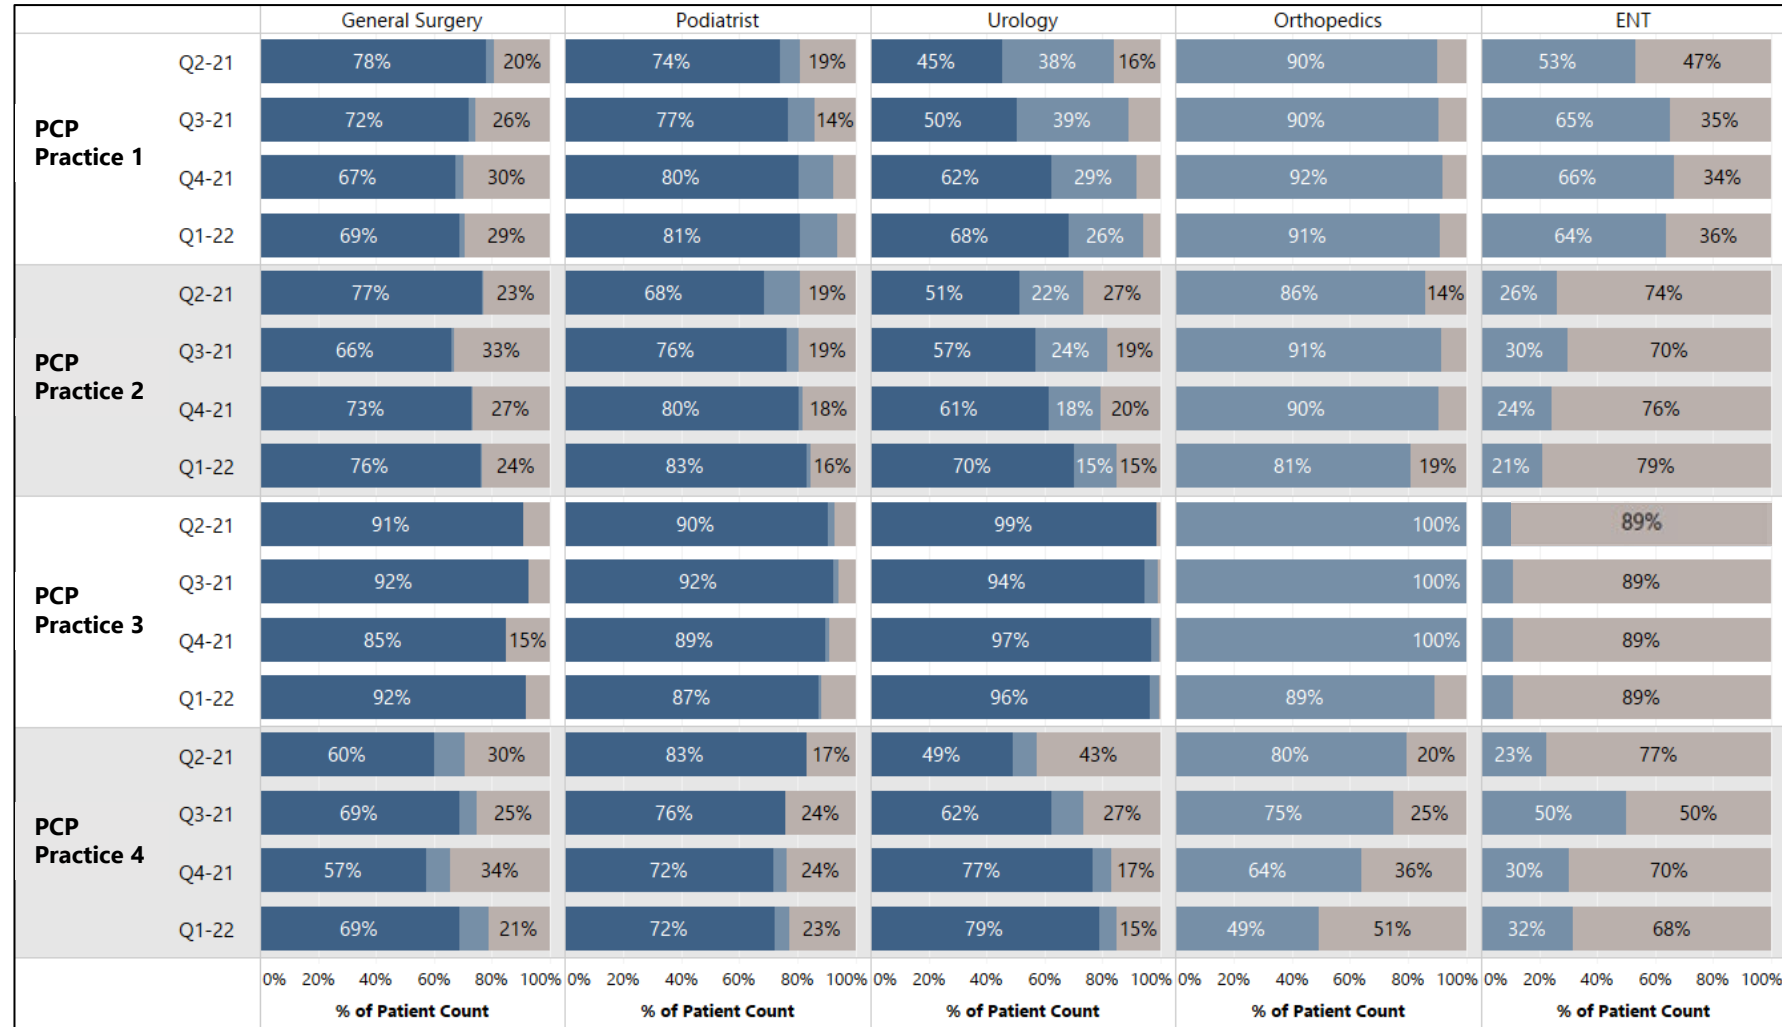 General Surgery Podiatrist Urology Orthopedics ENT
Q2-21 78% 20% 74% 19% 45% 38% 16% 90% 53% 47%
PCP Practice 1
Q3-21 72% 26% 77% 14% 50% 39% 90% 65% 35%
Q4-21 67% 30% 80% 62% 29% 92% 66% 34%
Q1-22 69% 29% 81% 68% 26% 91% 64% 36%
Q2-21 77% 23% 68% 19% 51% 22% 27% 86% 14% 26% 74%
PCP Practice 2
Q3-21 66% 33% 76% 19% 57% 24% 19% 91% 30% 70%
Q4-21 73% 27% 80% 18% 61% 18% 20% 90% 24% 76%
Q1-22 76% 24% 83% 16% 70% 15% 15% 81% 19% 21% 79%
Q2-21 91% 90% 99% 100% 89%
PCP Practice 3
Q3-21 92% 92% 94% 100% 89%
Q4-21 85% 15% 89% 97% 100% 89%
Q1-22 92% 87% 96% 89% 89%
Q2-21 60% 30% 83% 17% 49% 43% 80% 20% 23% 77%
PCP Practice 4
Q3-21 69% 25% 76% 24% 62% 27% 75% 25% 50% 50%
Q4-21 57% 34% 72% 24% 77% 17% 64% 36% 30% 70%
Q1-22 69% 21% 72% 23% 79% 15% 49% 51% 32% 68%
0% 20% 40% 60% 80% 100% 0% 20% 40% 60% 80% 100% 0% 20% 40% 60% 80% 100% 0% 20% 40% 60% 80% 100% 0% 20% 40% 60% 80% 100%
% of Patient Count % of Patient Count % of Patient Count % of Patient Count % of Patient Count